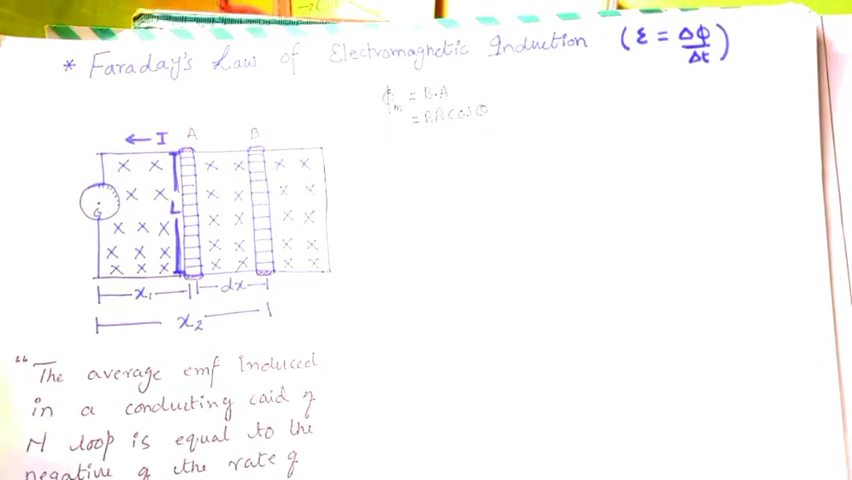 * Faraday's Law of Electromagnetic Induction (ε = Δϕ/Δt)
ϕm = B.A
= BA cos θ
← I A B
G
L
x1 dx
x2
"The average emf induced
in a conducting coid of
N loop is equal to the
negative of the rate of